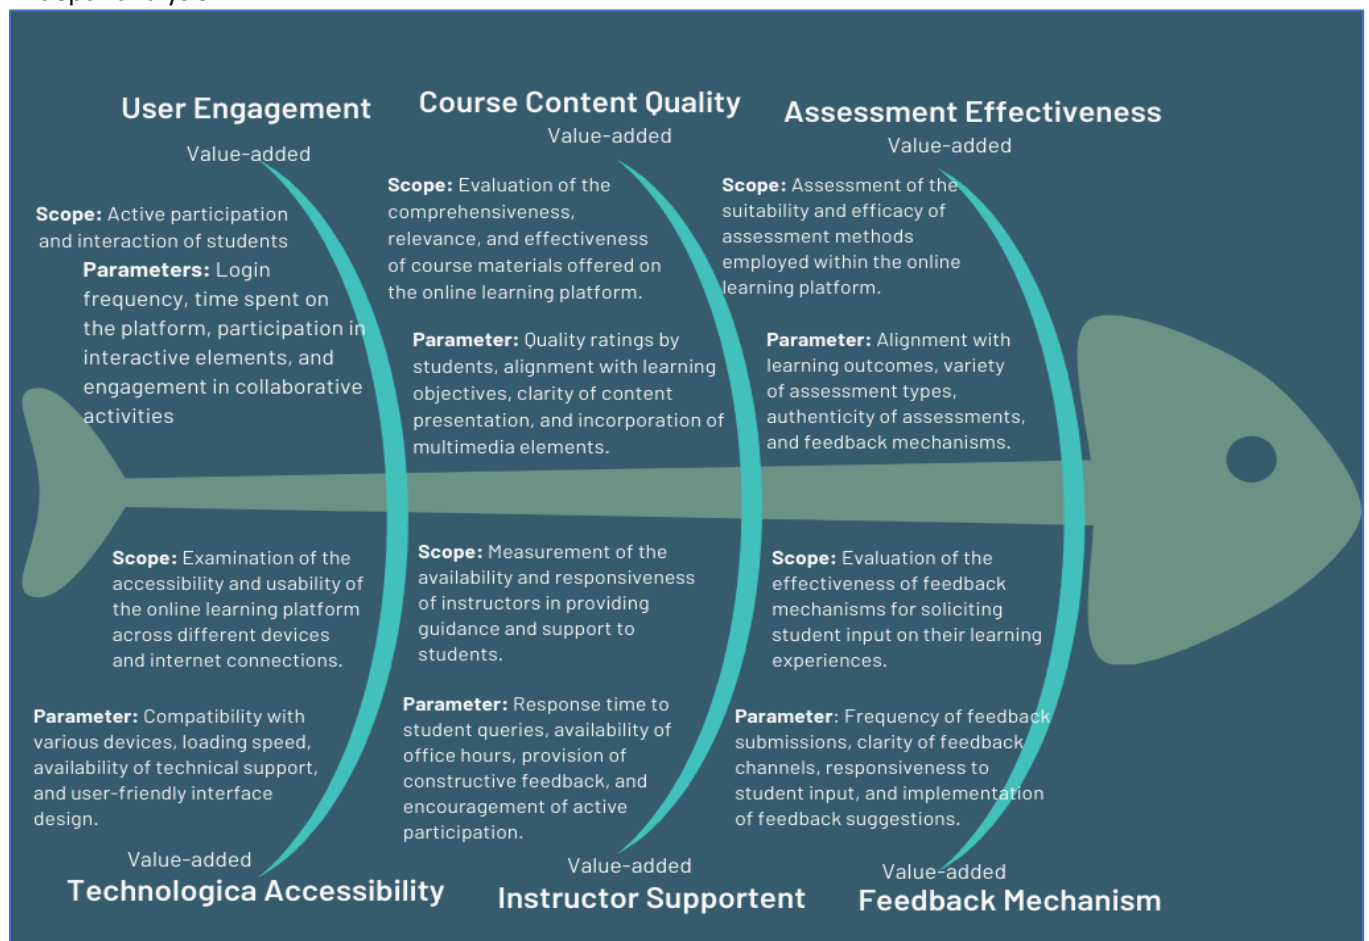 User Engagement
Value-added
Scope: Active participation
and interaction of students
Parameters: Login
frequency, time spent on
the platform, participation in
interactive elements, and
engagement in collaborative
activities
Course Content Quality
Value-added
Scope: Evaluation of the
comprehensiveness,
relevance, and effectiveness
of course materials offered on
the online learning platform.
Parameter: Quality ratings by
students, alignment with learning
objectives, clarity of content
presentation, and incorporation of
multimedia elements.
Assessment Effectiveness
Value-added
Scope: Assessment of the
suitability and efficacy of
assessment methods
employed within the online
learning platform.
Parameter: Alignment with
learning outcomes, variety
of assessment types,
authenticity of assessments,
and feedback mechanisms.
Scope: Examination of the
accessibility and usability of
the online learning platform
across different devices
and internet connections.
Parameter: Compatibility with
various devices, loading speed,
availability of technical support,
and user-friendly interface
design.
Value-added
Technologica Accessibility
Scope: Measurement of the
availability and responsiveness
of instructors in providing
guidance and support to
students.
Parameter: Response time to
student queries, availability of
office hours, provision of
constructive feedback, and
encouragement of active
participation.
Value-added
Instructor Supportent
Scope: Evaluation of the
effectiveness of feedback
mechanisms for soliciting
student input on their learning
experiences.
Parameter: Frequency of feedback
submissions, clarity of feedback
channels, responsiveness to
student input, and implementation
of feedback suggestions.
Value-added
Feedback Mechanism